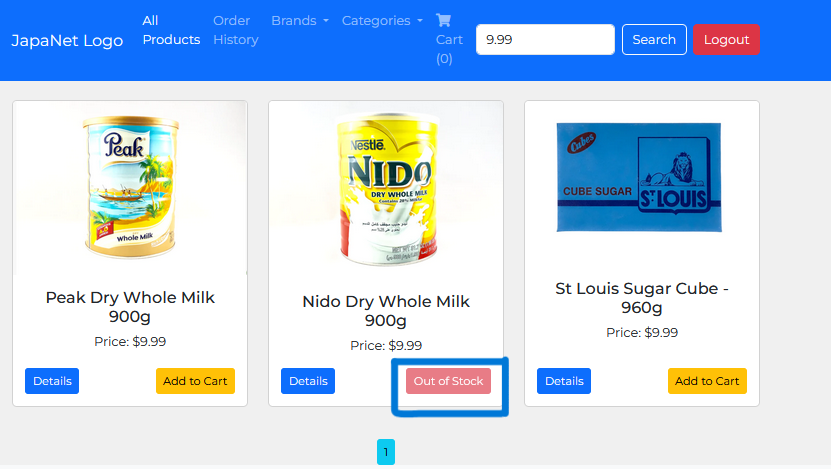 JapaNet Logo
All Products
Order History
Brands
Categories
Cart (0)
9.99
Search
Logout
Peak
Whole Milk
Nestlé
NIDO
DRY WHOLE MILK
Contains 28% Milkfat
Cubes
CUBE SUGAR
ST LOUIS
Peak Dry Whole Milk
900g
Price: $9.99
Details
Add to Cart
Nido Dry Whole Milk
900g
Price: $9.99
Details
Out of Stock
St Louis Sugar Cube -
960g
Price: $9.99
Details
Add to Cart
1